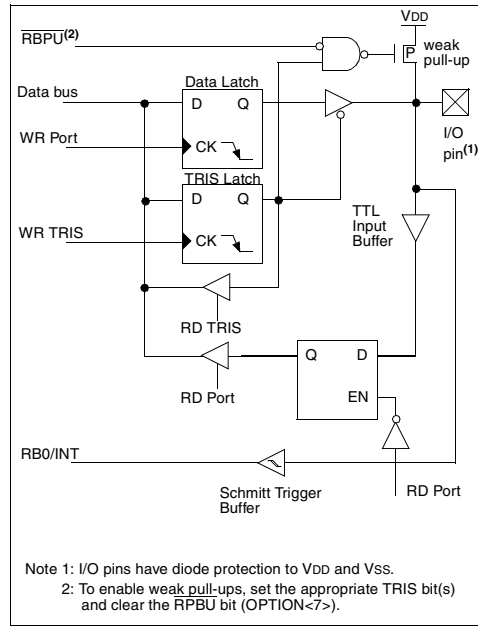 VDD
RBPU(2)
P
weak
pull-up
Data Latch
Data bus
D Q
WR Port
CK
I/O
pin(1)
TRIS Latch
D Q
TTL
Input
Buffer
WR TRIS
CK
RD TRIS
Q D
RD Port
EN
RB0/INT
Schmitt Trigger
Buffer
RD Port
Note 1: I/O pins have diode protection to VDD and VSS.
2: To enable weak pull-ups, set the appropriate TRIS bit(s)
and clear the RPBU bit (OPTION<7>).